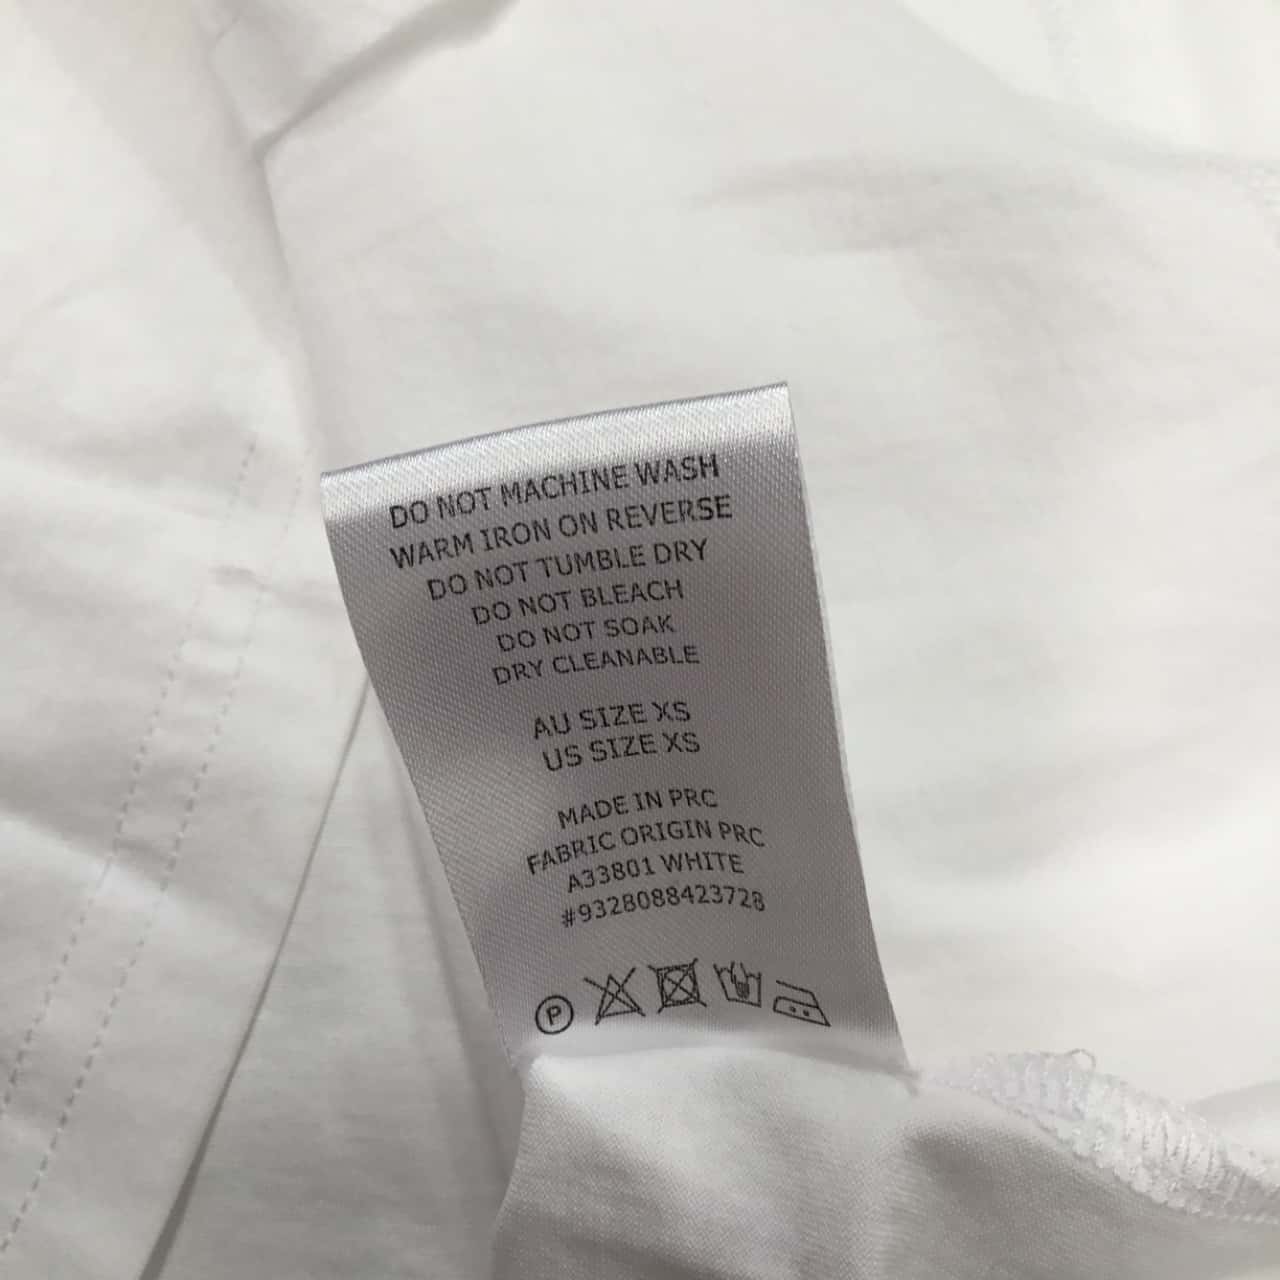 DO NOT MACHINE WASH
WARM IRON ON REVERSE
DO NOT TUMBLE DRY
DO NOT BLEACH
DO NOT SOAK
DRY CLEANABLE
AU SIZE XS
US SIZE XS
MADE IN PRC
FABRIC ORIGIN PRC
A33801 WHITE
#9328088423728
P